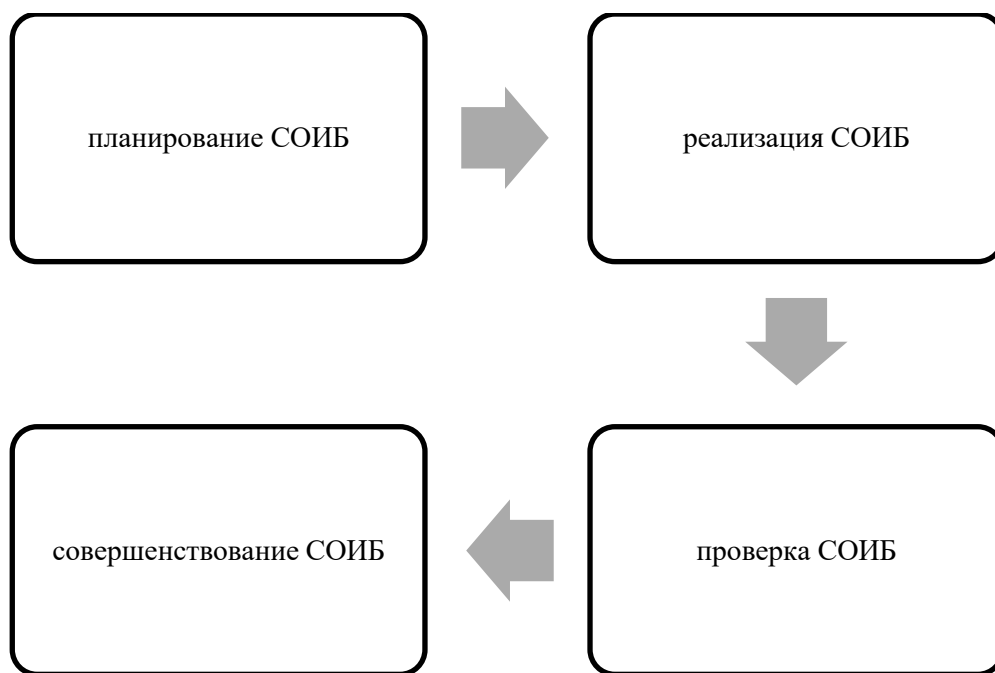 планирование СОИБ
реализация СОИБ
проверка СОИБ
совершенствование СОИБ